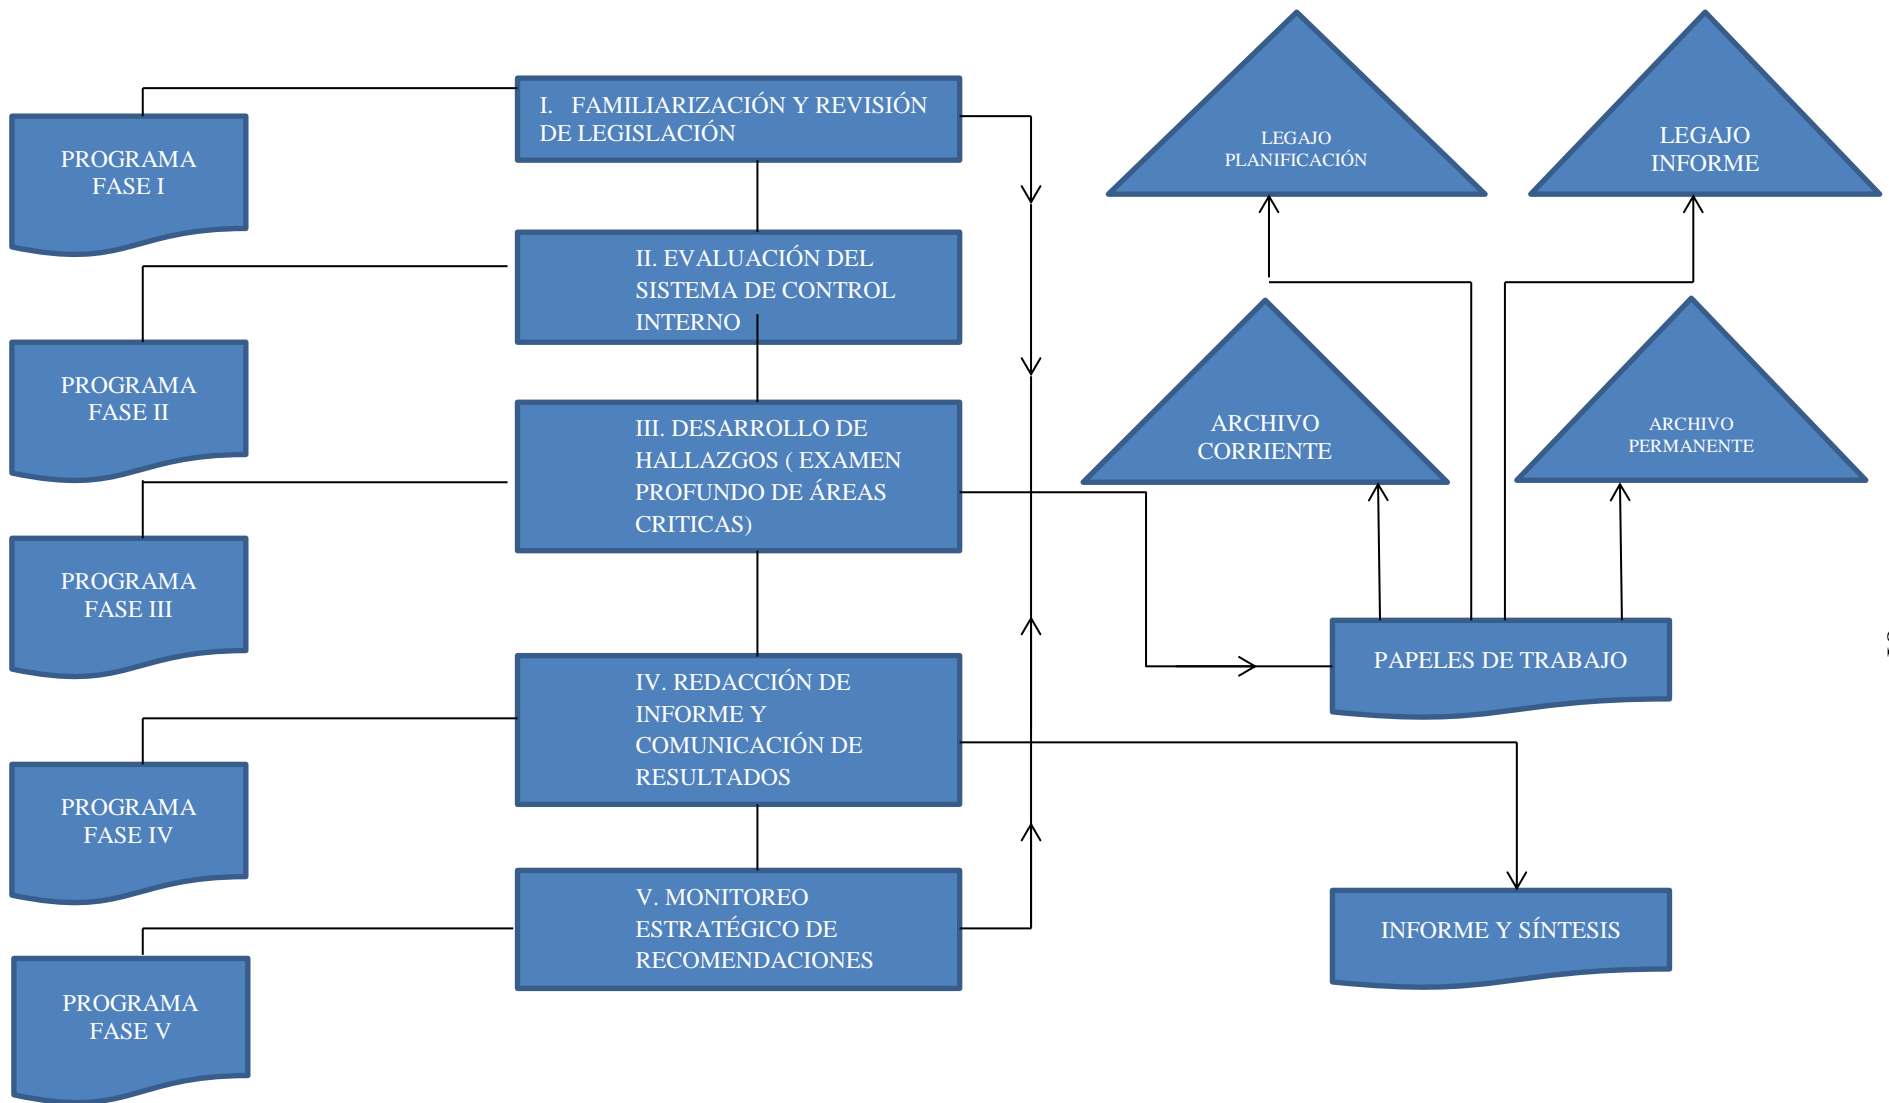 I. FAMILIARIZACIÓN Y REVISIÓN
DE LEGISLACIÓN
PROGRAMA
FASE I
II. EVALUACIÓN DEL
SISTEMA DE CONTROL
INTERNO
PROGRAMA
FASE II
III. DESARROLLO DE
HALLAZGOS ( EXAMEN
PROFUNDO DE ÁREAS
CRITICAS)
PROGRAMA
FASE III
IV. REDACCIÓN DE
INFORME Y
COMUNICACIÓN DE
RESULTADOS
PROGRAMA
FASE IV
V. MONITOREO
ESTRATÉGICO DE
RECOMENDACIONES
PROGRAMA
FASE V
LEGAJO
PLANIFICACIÓN
LEGAJO
INFORME
ARCHIVO
CORRIENTE
ARCHIVO
PERMANENTE
PAPELES DE TRABAJO
INFORME Y SÍNTESIS